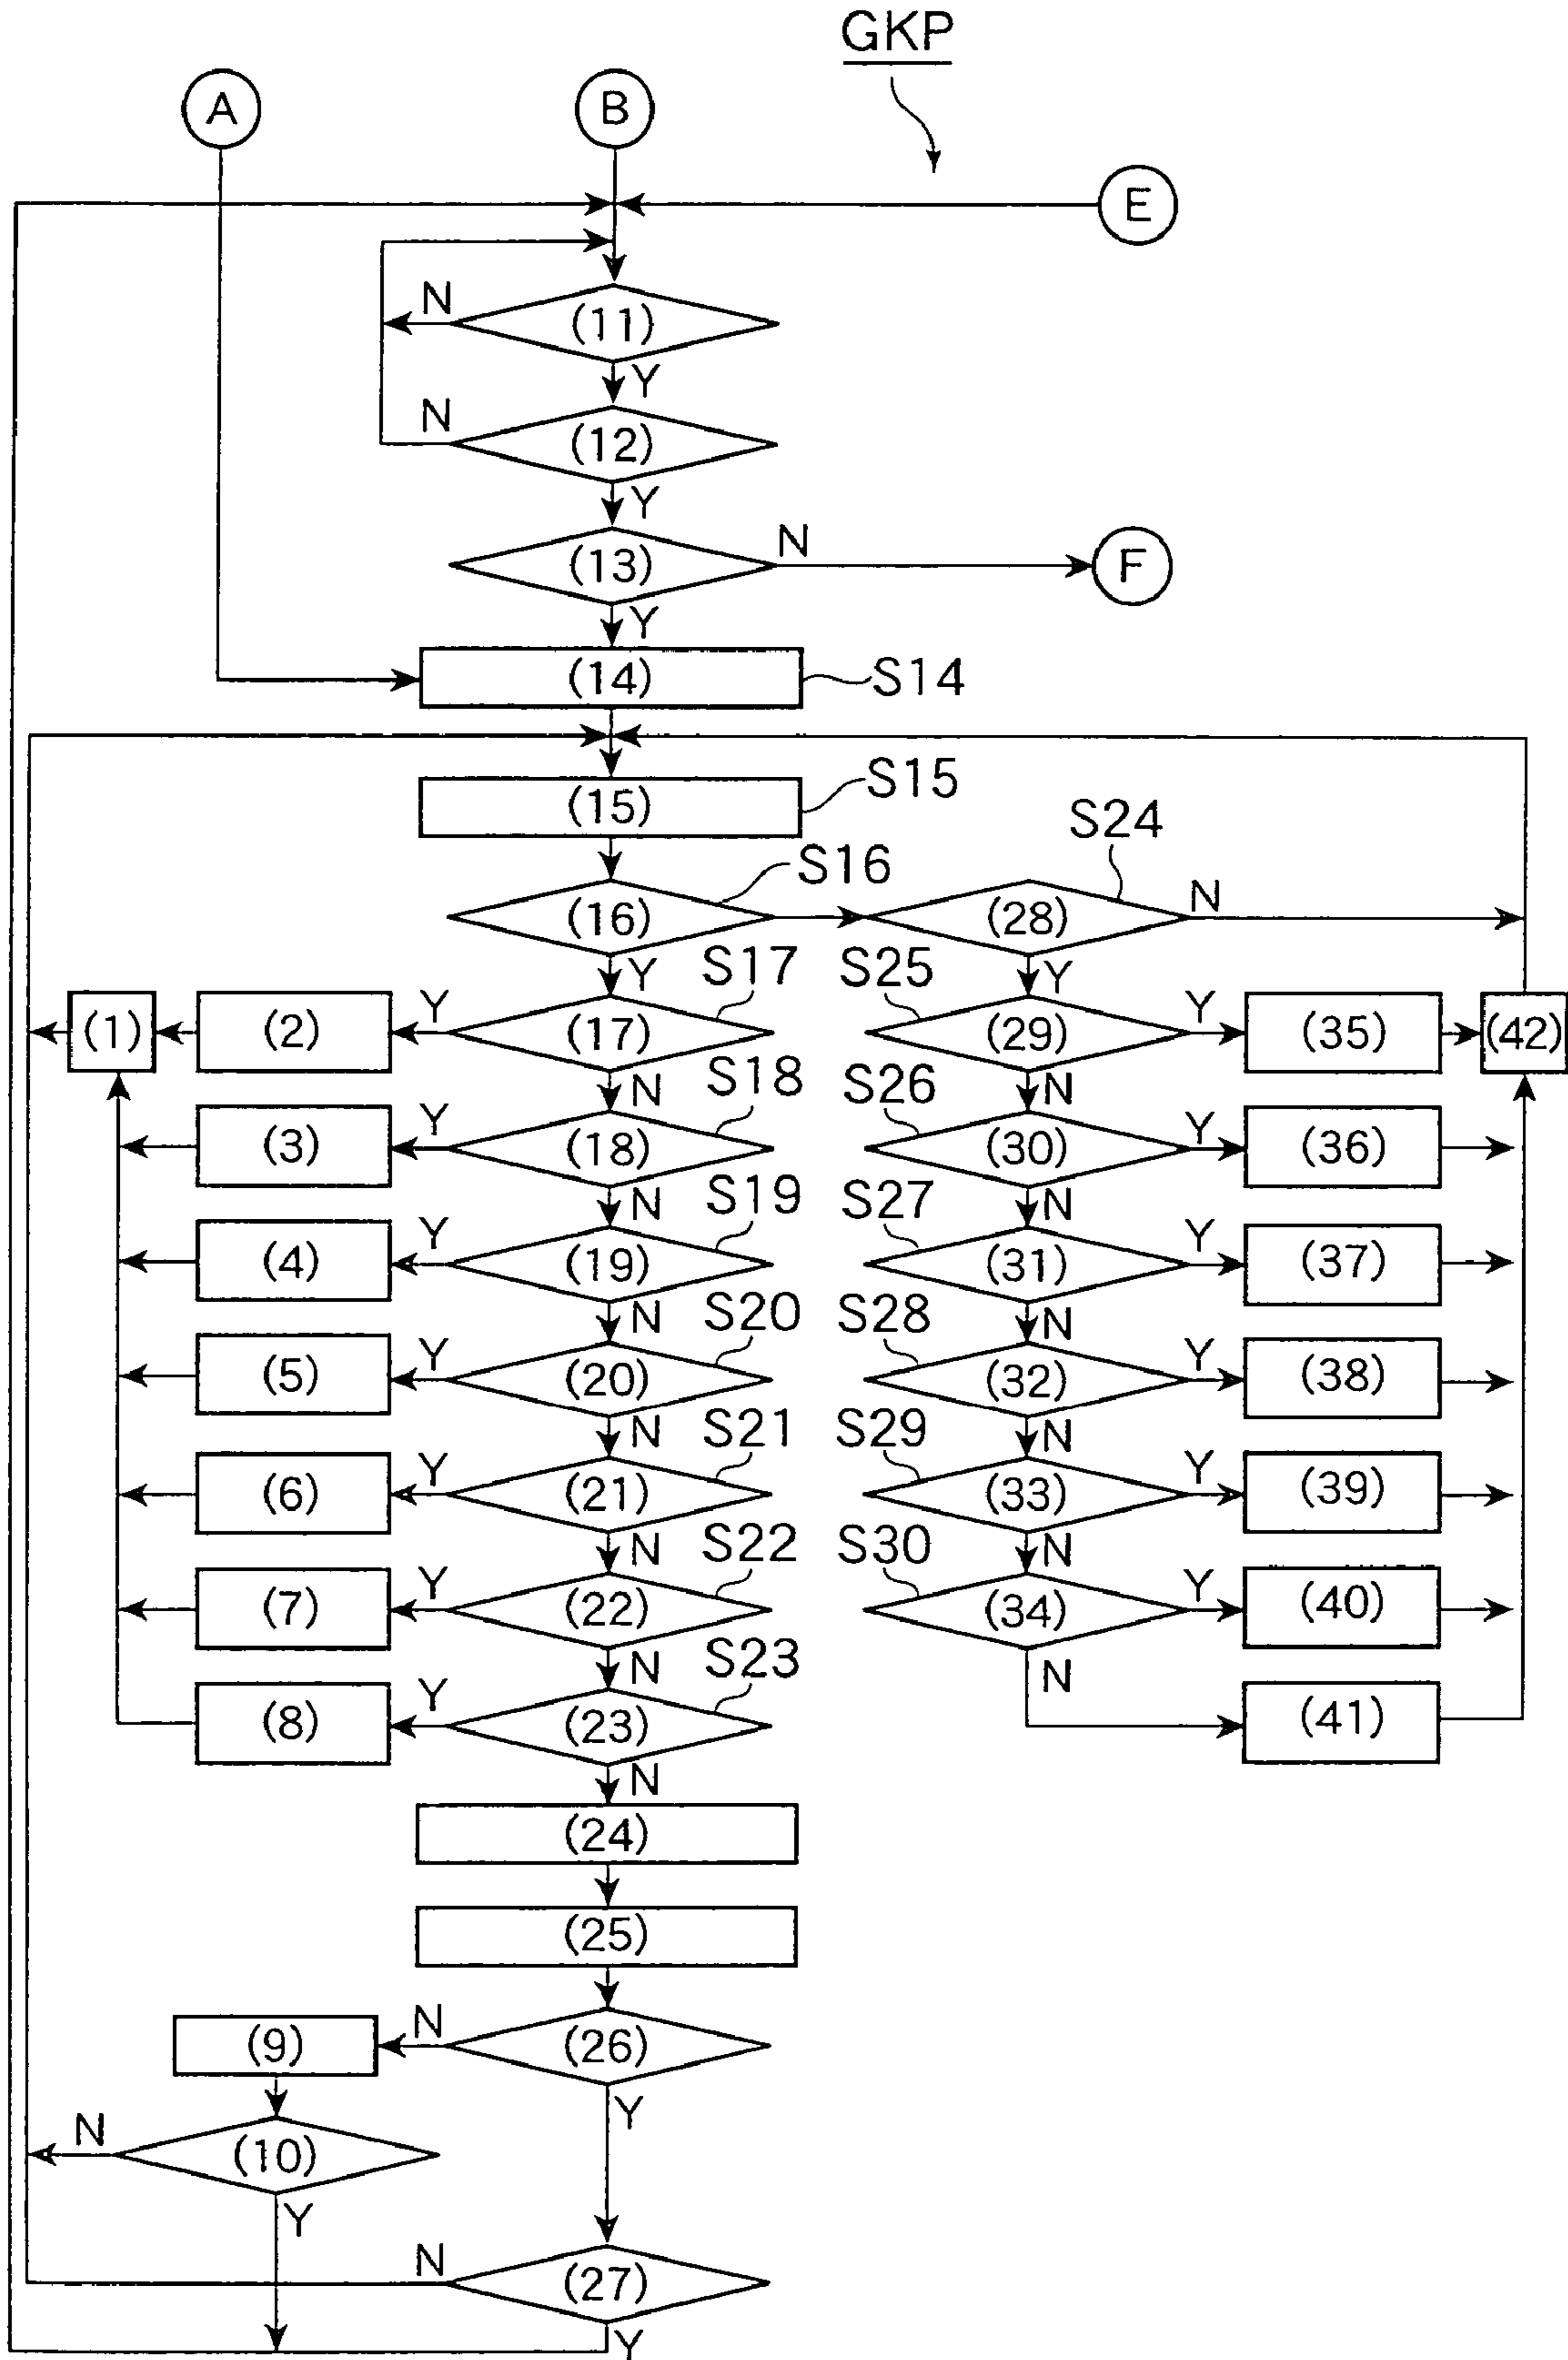 GKP
A
B
E
N
(11)
Y
N
(12)
Y
(13)
N
F
Y
(14)
S14
(15)
S15
S16
S24
(16)
(28)
N
Y
S17
S25
Y
(1)
(2)
Y
(17)
(29)
Y
(35)
(42)
N
S18
S26
N
(3)
Y
(18)
(30)
Y
(36)
N
S19
S27
N
(4)
Y
(19)
(31)
Y
(37)
N
S20
S28
N
(5)
Y
(20)
(32)
Y
(38)
N
S21
S29
N
(6)
Y
(21)
(33)
Y
(39)
N
S22
S30
N
(7)
Y
(22)
(34)
Y
(40)
N
S23
N
(8)
Y
(23)
(41)
N
(24)
(25)
(9)
N
(26)
Y
N
(10)
Y
N
(27)
Y